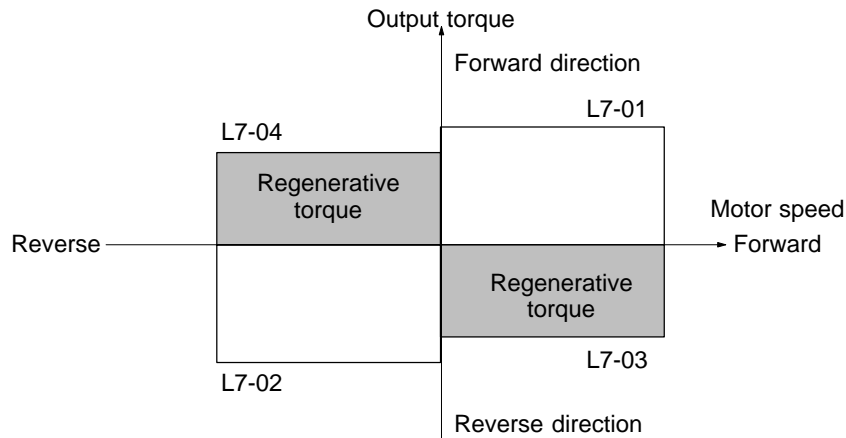 Output torque
Forward direction
L7-01
L7-04
Regenerative
torque
Motor speed
Reverse
Forward
Regenerative
torque
L7-03
L7-02
Reverse direction